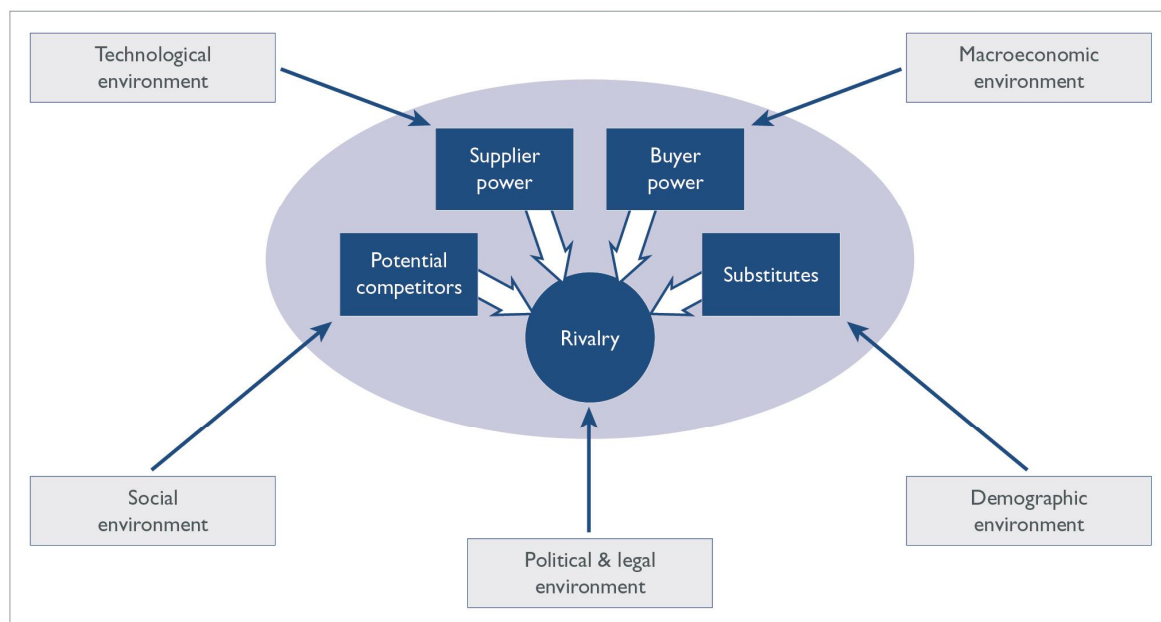 Technological
environment
Macroeconomic
environment
Supplier
power
Buyer
power
Potential
competitors
Substitutes
Rivalry
Social
environment
Political & legal
environment
Demographic
environment